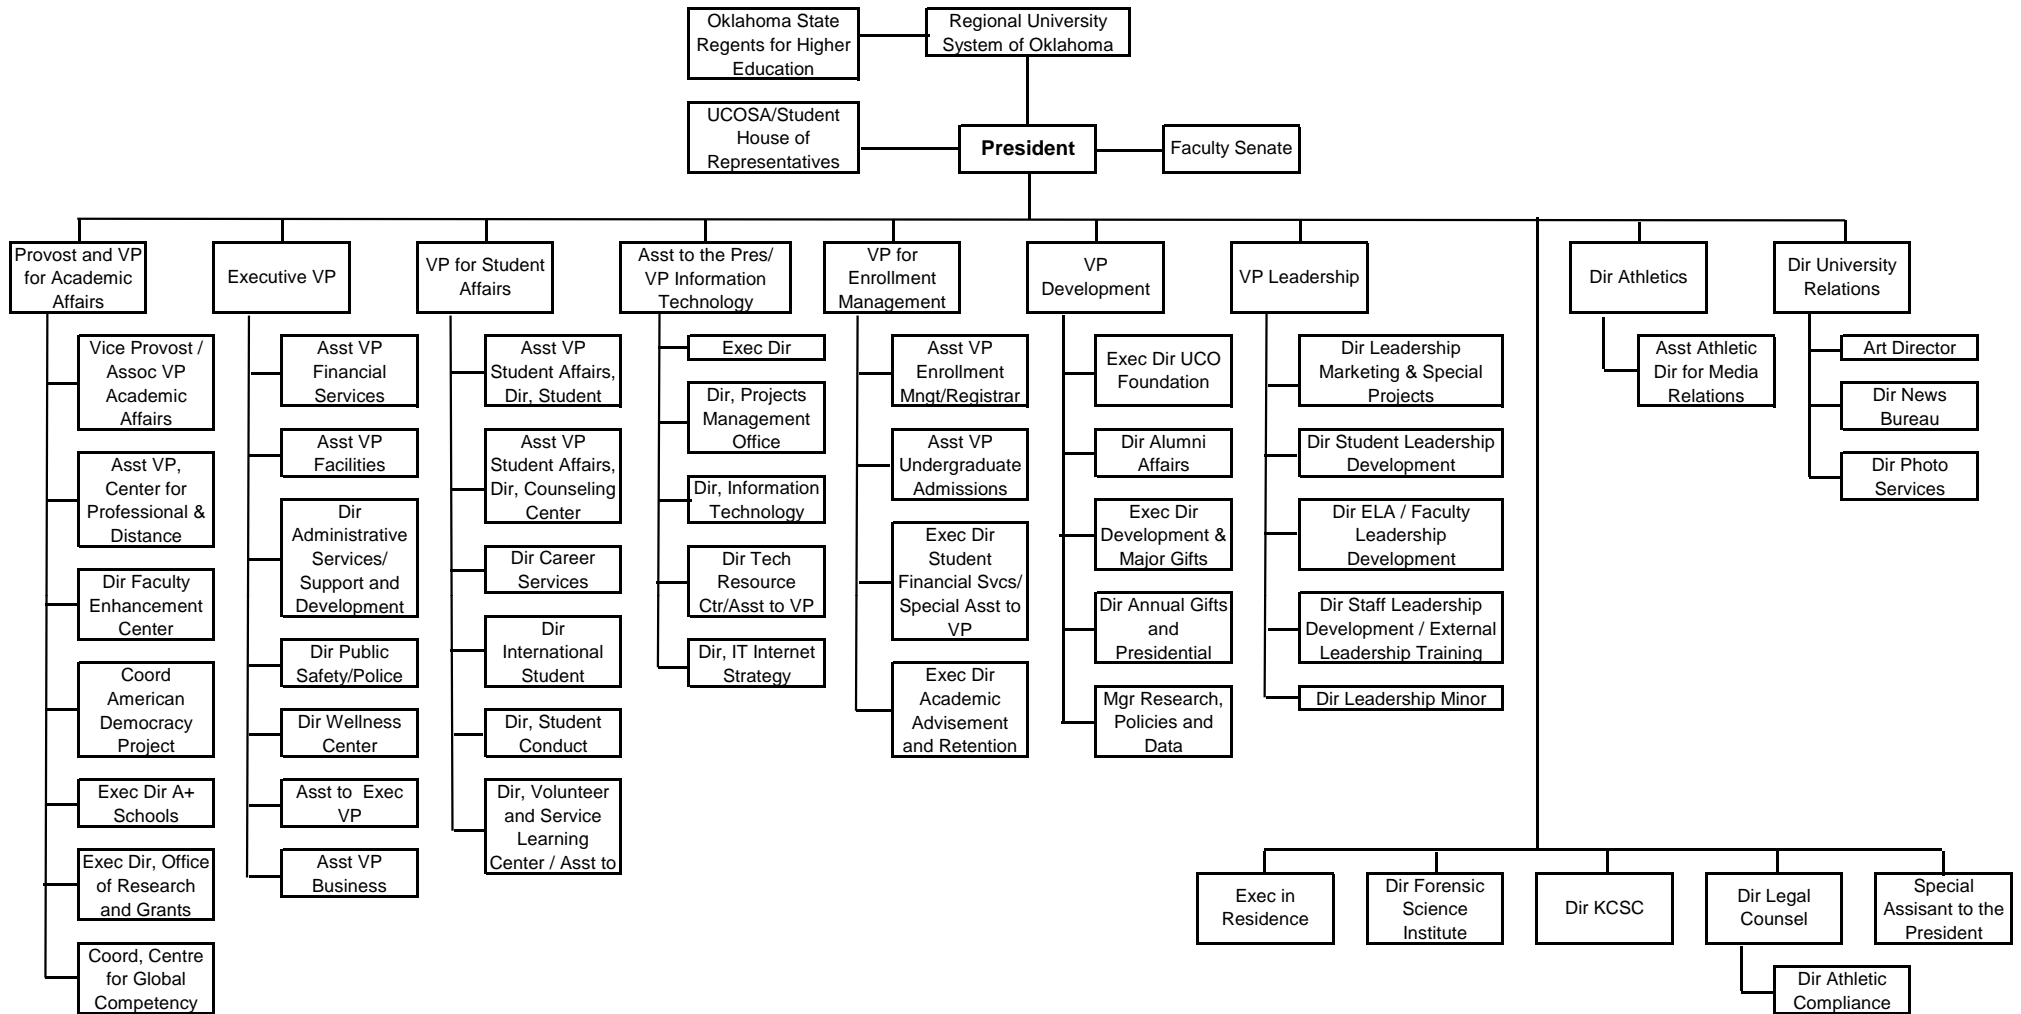 Oklahoma State
Regents for Higher
Education
Regional University
System of Oklahoma
UCOSA/Student
House of
Representatives
President
Faculty Senate
Provost and VP
for Academic
Affairs
Executive VP
VP for Student
Affairs
Asst to the Pres/
VP Information
Technology
VP for
Enrollment
Management
VP
Development
VP Leadership
Dir Athletics
Dir University
Relations
Vice Provost /
Assoc VP
Academic
Affairs
Asst VP,
Center for
Professional &
Distance
Dir Faculty
Enhancement
Center
Coord
American
Democracy
Project
Exec Dir A+
Schools
Exec Dir, Office
of Research
and Grants
Coord, Centre
for Global
Competency
Asst VP
Financial
Services
Asst VP
Facilities
Dir
Administrative
Services/
Support and
Development
Dir Public
Safety/Police
Dir Wellness
Center
Asst to Exec
VP
Asst VP
Business
Asst VP
Student Affairs,
Dir, Student
Asst VP
Student Affairs,
Dir, Counseling
Center
Dir Career
Services
Dir
International
Student
Dir, Student
Conduct
Dir, Volunteer
and Service
Learning
Center / Asst to
Exec Dir
Dir, Projects
Management
Office
Dir, Information
Technology
Dir Tech
Resource
Ctr/Asst to VP
Dir, IT Internet
Strategy
Asst VP
Enrollment
Mngt/Registrar
Asst VP
Undergraduate
Admissions
Exec Dir
Student
Financial Svcs/
Special Asst to
VP
Exec Dir
Academic
Advisement
and Retention
Exec Dir UCO
Foundation
Dir Alumni
Affairs
Exec Dir
Development &
Major Gifts
Dir Annual Gifts
and
Presidential
Mgr Research,
Policies and
Data
Dir Leadership
Marketing & Special
Projects
Dir Student Leadership
Development
Dir ELA / Faculty
Leadership
Development
Dir Staff Leadership
Development / External
Leadership Training
Dir Leadership Minor
Asst Athletic
Dir for Media
Relations
Art Director
Dir News
Bureau
Dir Photo
Services
Exec in
Residence
Dir Forensic
Science
Institute
Dir KCSC
Dir Legal
Counsel
Special
Assisant to the
President
Dir Athletic
Compliance